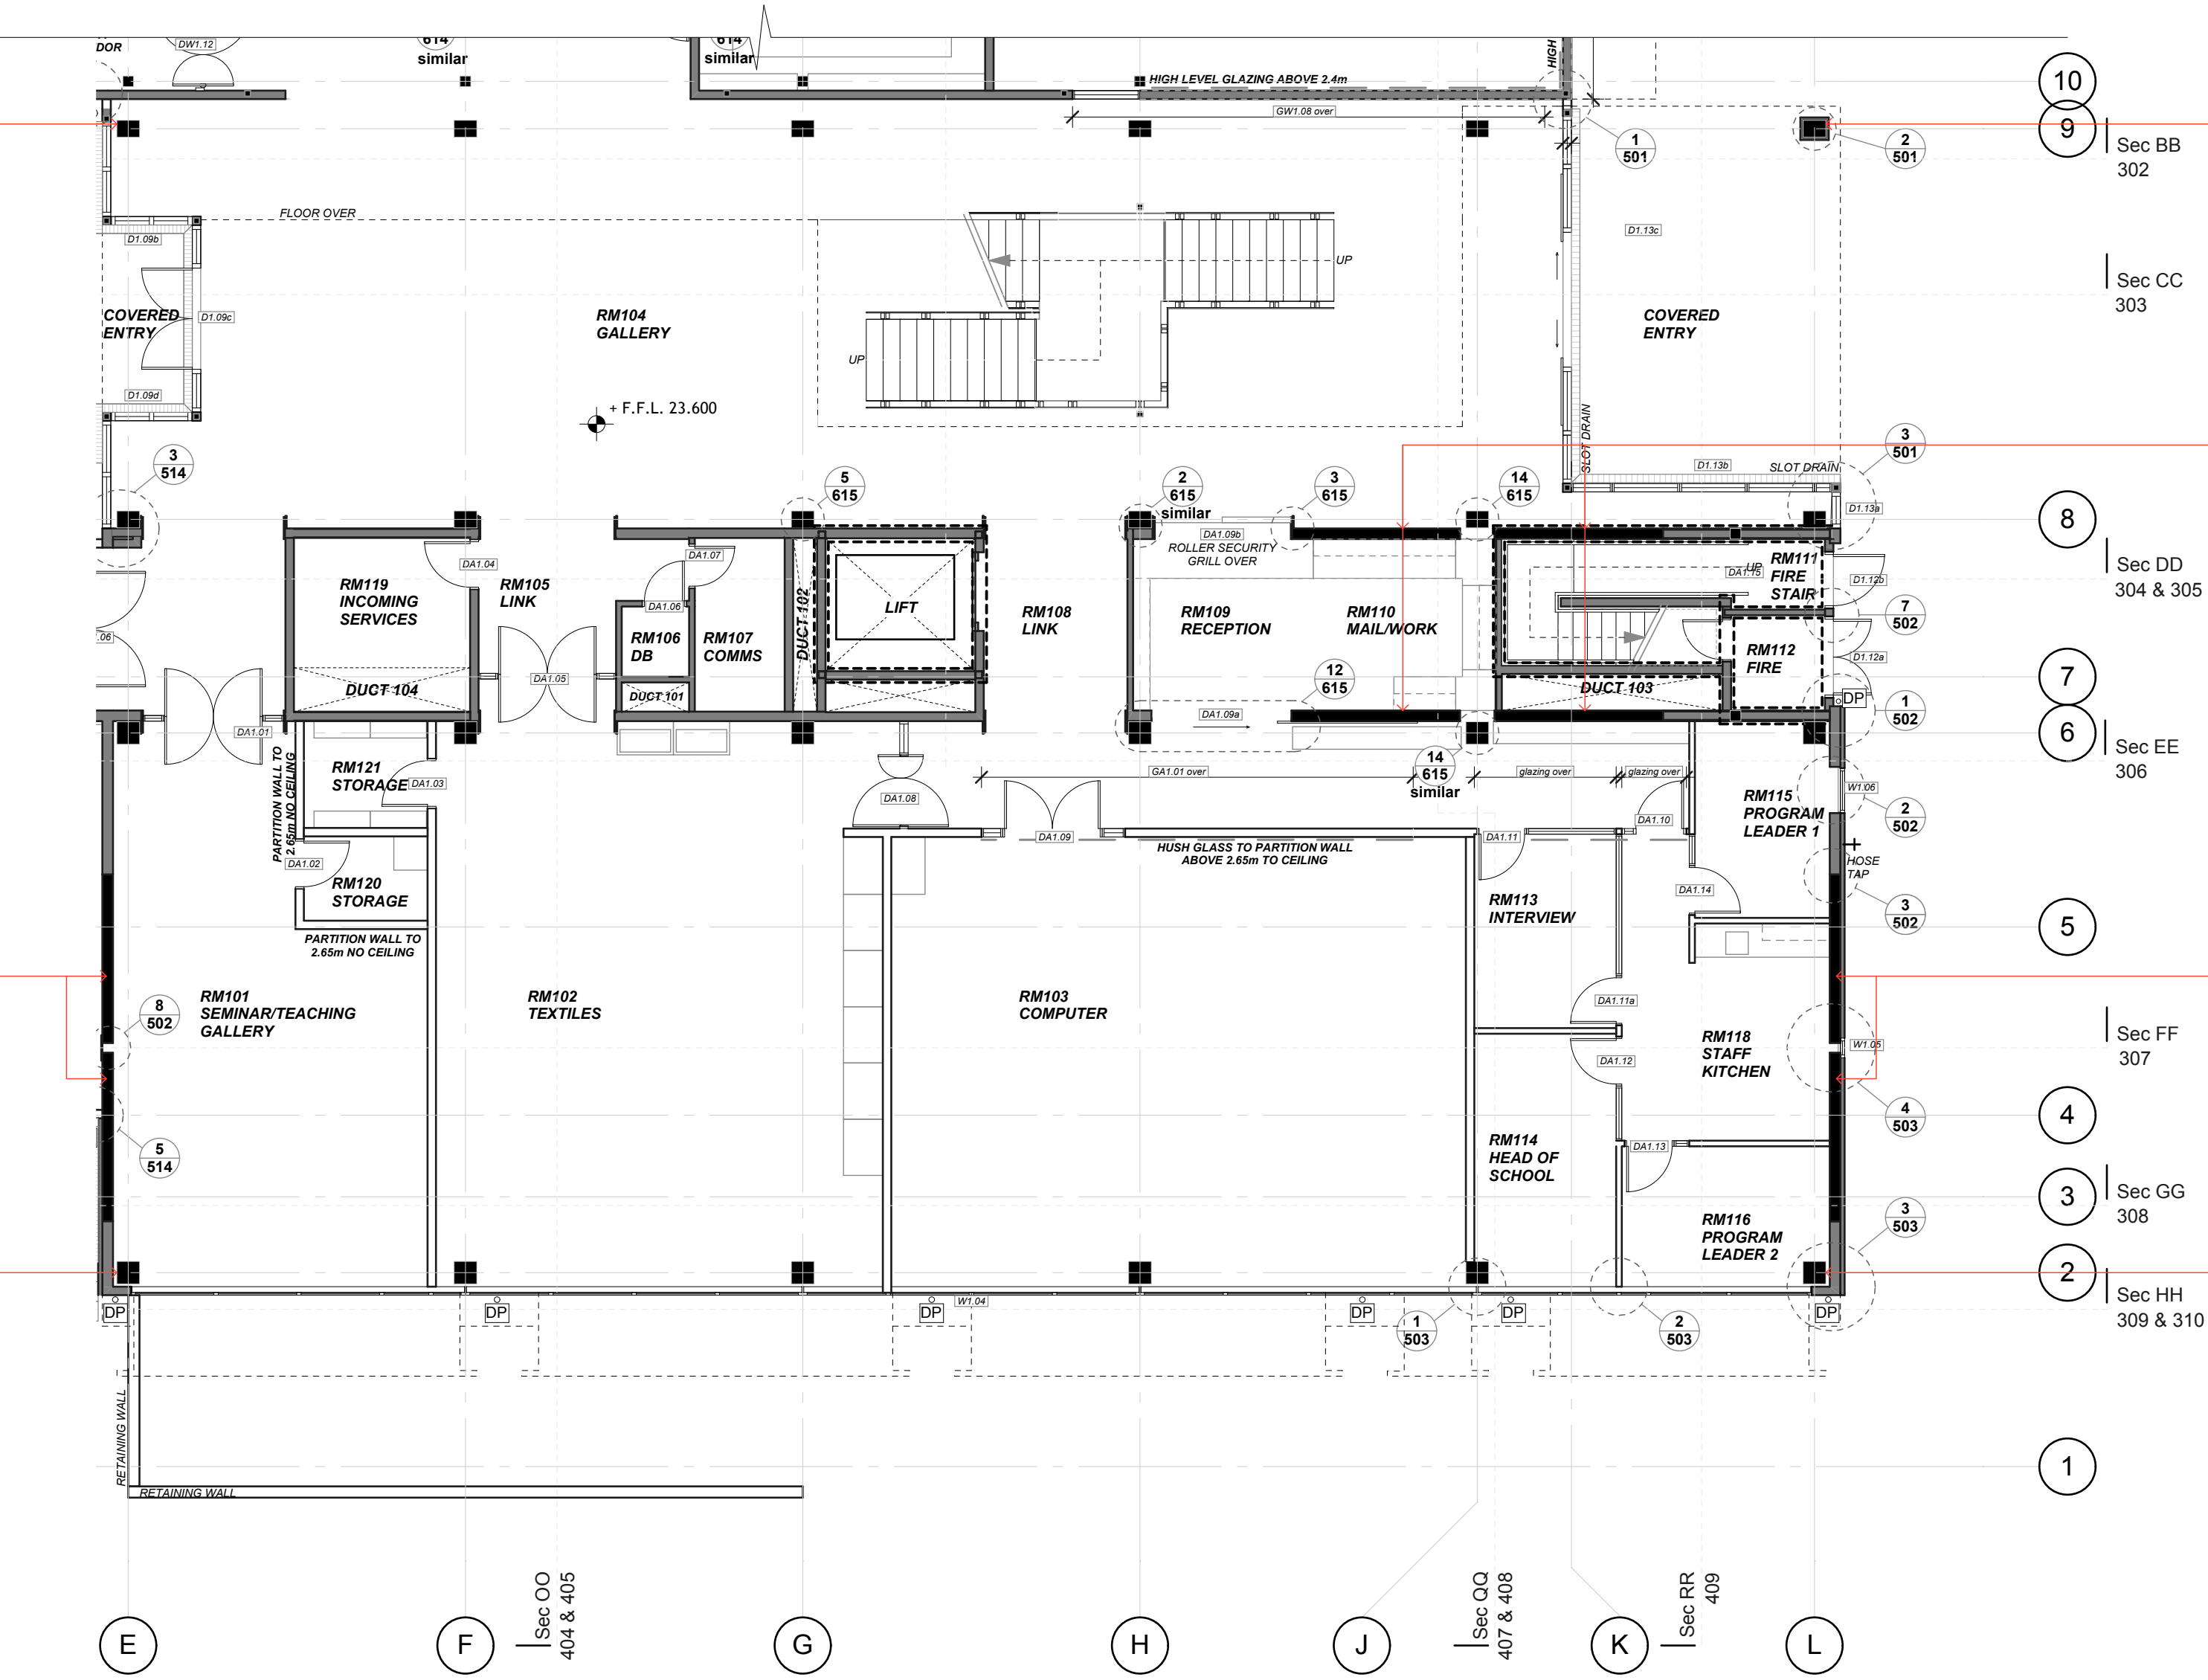 DOR
DW1.12
614
similar
614
similar
HIGH
HIGH LEVEL GLAZING ABOVE 2.4m
GW1.08 over
10
9
Sec BB
302
1
501
2
501
FLOOR OVER
D1.09b
D1.13c
UP
Sec CC
303
COVERED
ENTRY
D1.09c
RM104
GALLERY
COVERED
ENTRY
UP
D1.09d
+ F.F.L. 23.600
SLOT DRAIN
3
514
5
615
2
615
similar
3
615
14
615
D1.13b
SLOT DRAIN
3
501
D1.13a
8
DA1.09b
ROLLER SECURITY
GRILL OVER
DA1.07
DA1.04
RM119
INCOMING
SERVICES
RM105
LINK
DA1.06
RM106
DB
RM107
COMMS
DUCT 102
LIFT
RM108
LINK
RM109
RECEPTION
RM110
MAIL/WORK
DA1.15
UP
RM111
FIRE
STAIR
D1.12b
Sec DD
304 & 305
7
502
.06
RM112
FIRE
D1.12a
DUCT 104
DA1.05
DUCT 101
12
615
DUCT 103
7
DP
1
502
DA1.01
DA1.09a
6
Sec EE
306
PARTITION WALL TO
2.65m NO CEILING
RM121
STORAGE
DA1.03
DA1.08
GA1.01 over
14
615
similar
glazing over
glazing over
W1.06
RM115
PROGRAM
LEADER 1
2
502
DA1.10
DA1.09
DA1.11
HUSH GLASS TO PARTITION WALL
ABOVE 2.65m TO CEILING
DA1.02
HOSE
TAP
RM120
STORAGE
DA1.14
RM113
INTERVIEW
3
502
5
PARTITION WALL TO
2.65m NO CEILING
RM101
SEMINAR/TEACHING
GALLERY
RM102
TEXTILES
RM103
COMPUTER
DA1.11a
8
502
RM118
STAFF
KITCHEN
W1.05
Sec FF
307
DA1.12
4
503
4
5
514
RM114
HEAD OF
SCHOOL
DA1.13
3
Sec GG
308
RM116
PROGRAM
LEADER 2
3
503
2
Sec HH
309 & 310
DP
DP
DP
W1.04
DP
DP
DP
1
503
2
503
RETAINING WALL
1
RETAINING WALL
Sec OO
404 & 405
Sec QQ
407 & 408
Sec RR
409
E
F
G
H
J
K
L